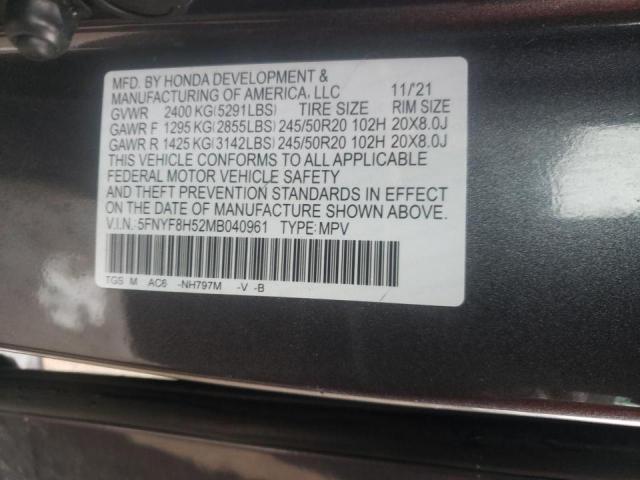 MFD. BY HONDA DEVELOPMENT &
MANUFACTURING OF AMERICA, LLC 11/'21
GVWR 2400 KG(5291LBS) TIRE SIZE RIM SIZE
GAWR F 1295 KG(2855LBS) 245/50R20 102H 20X8.0J
GAWR R 1425 KG(3142LBS) 245/50R20 102H 20X8.0J
THIS VEHICLE CONFORMS TO ALL APPLICABLE
FEDERAL MOTOR VEHICLE SAFETY
AND THEFT PREVENTION STANDARDS IN EFFECT
ON THE DATE OF MANUFACTURE SHOWN ABOVE.
V.I.N.:5FNYF8H52MB040961 TYPE:MPV
TGS M AC6 -NH797M -V -B